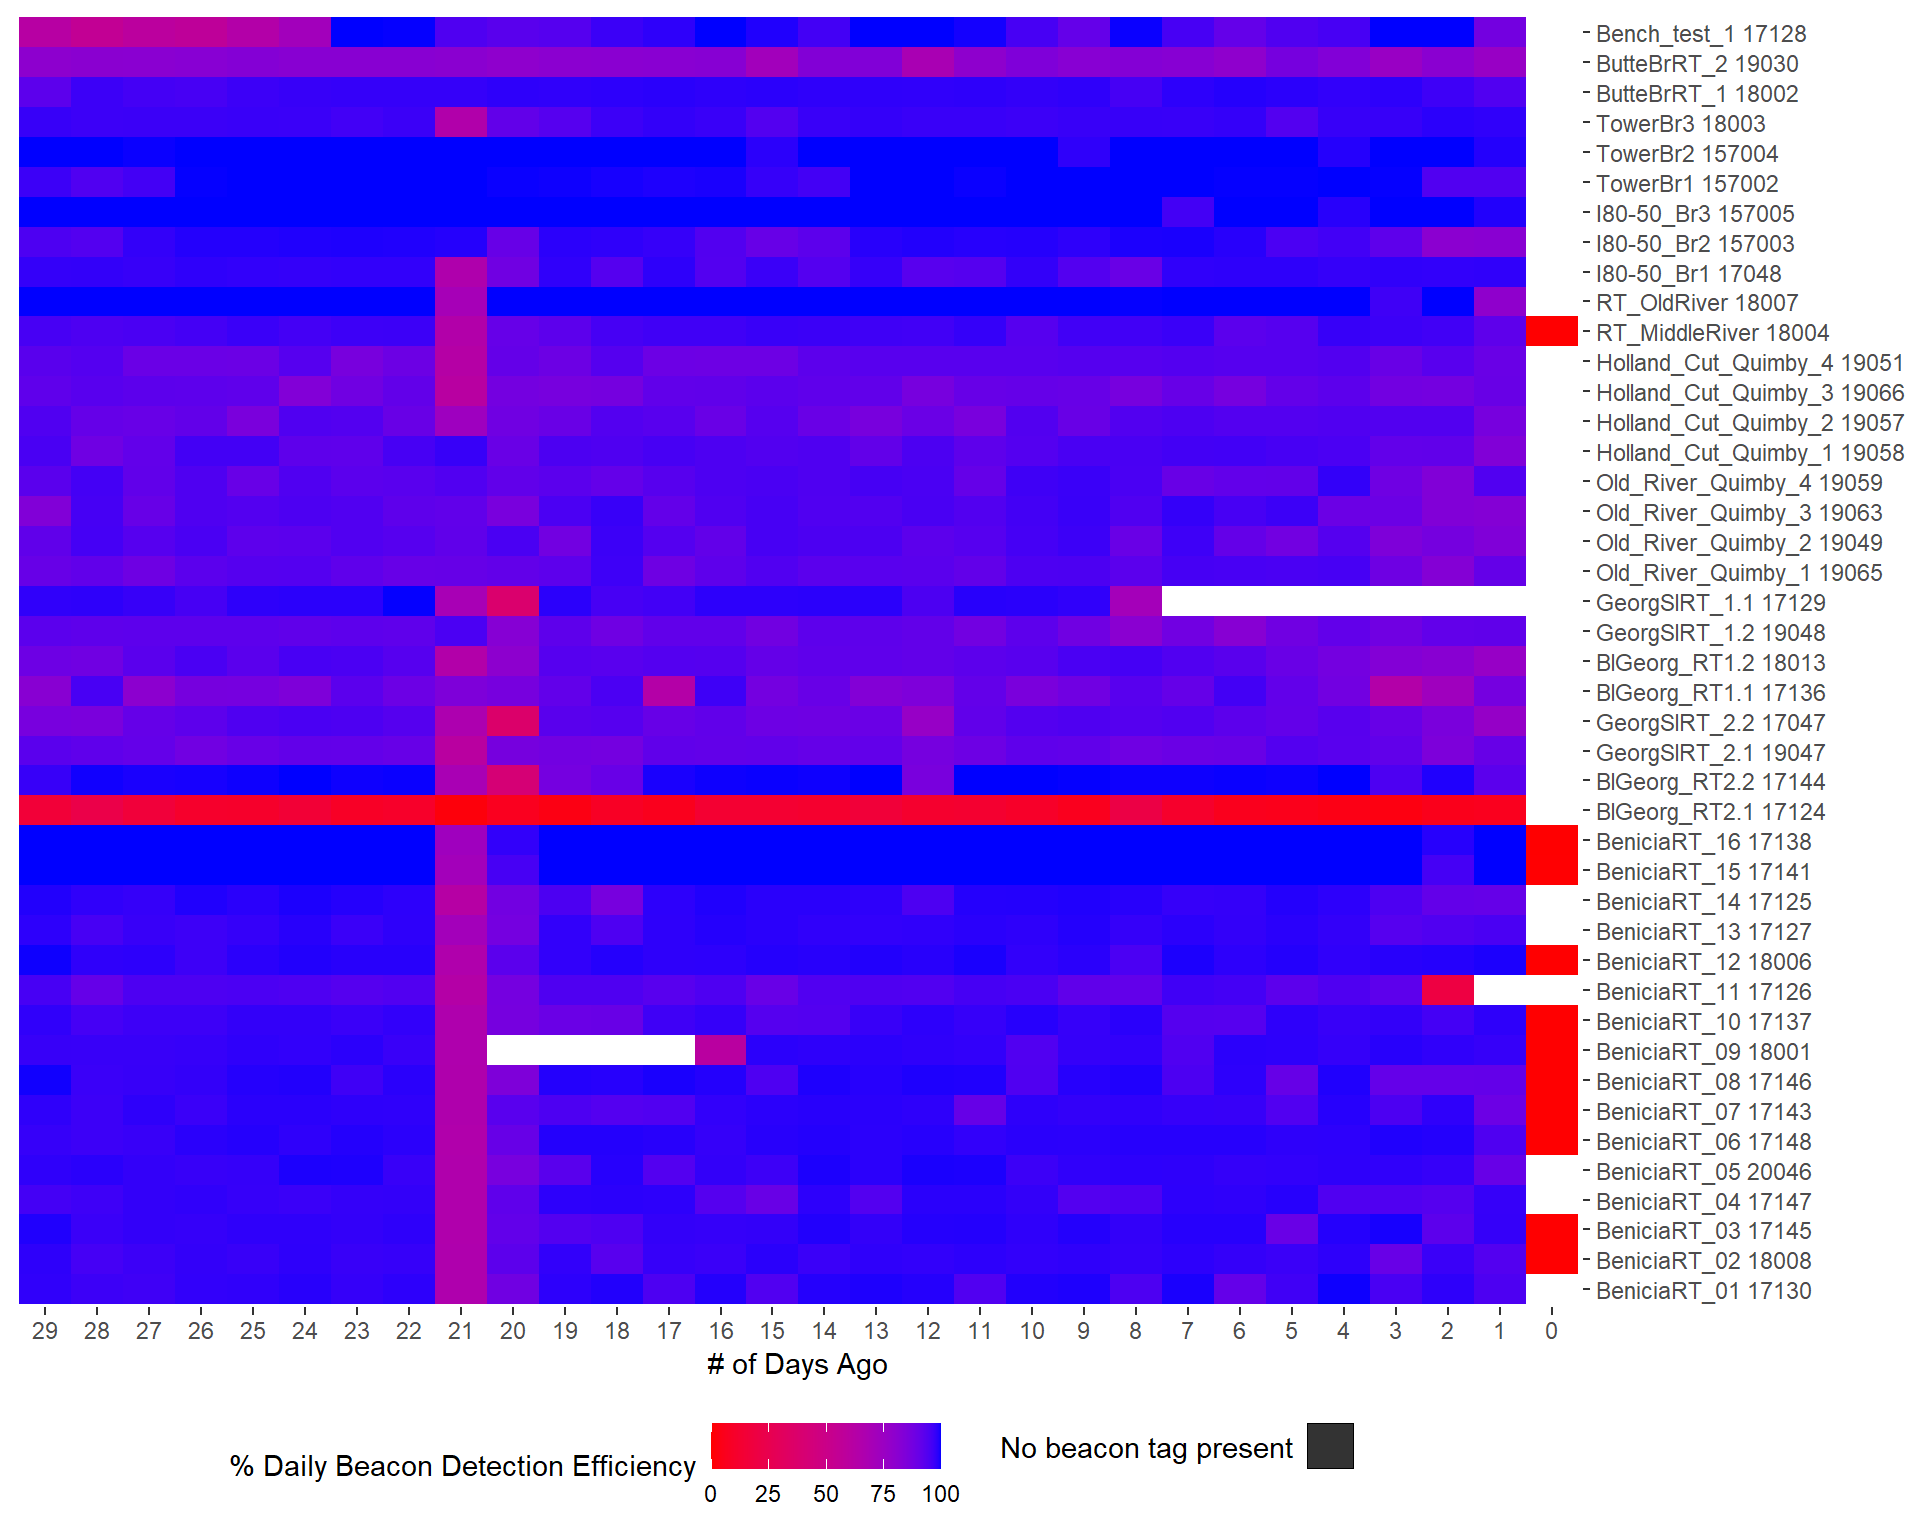 Bench_test_1 17128
ButteBrRT_2 19030
ButteBrRT_1 18002
TowerBr3 18003
TowerBr2 157004
TowerBr1 157002
I80-50_Br3 157005
I80-50_Br2 157003
I80-50_Br1 17048
RT_OldRiver 18007
RT_MiddleRiver 18004
Holland_Cut_Quimby_4 19051
Holland_Cut_Quimby_3 19066
Holland_Cut_Quimby_2 19057
Holland_Cut_Quimby_1 19058
Old_River_Quimby_4 19059
Old_River_Quimby_3 19063
Old_River_Quimby_2 19049
Old_River_Quimby_1 19065
GeorgSlRT_1.1 17129
GeorgSlRT_1.2 19048
BlGeorg_RT1.2 18013
BlGeorg_RT1.1 17136
GeorgSlRT_2.2 17047
GeorgSlRT_2.1 19047
BlGeorg_RT2.2 17144
BlGeorg_RT2.1 17124
BeniciaRT_16 17138
BeniciaRT_15 17141
BeniciaRT_14 17125
BeniciaRT_13 17127
BeniciaRT_12 18006
BeniciaRT_11 17126
BeniciaRT_10 17137
BeniciaRT_09 18001
BeniciaRT_08 17146
BeniciaRT_07 17143
BeniciaRT_06 17148
BeniciaRT_05 20046
BeniciaRT_04 17147
BeniciaRT_03 17145
BeniciaRT_02 18008
BeniciaRT_01 17130
29 28 27 26 25 24 23 22 21 20 19 18 17 16 15 14 13 12 11 10 9 8 7 6 5 4 3 2 1 0
# of Days Ago
% Daily Beacon Detection Efficiency
0 25 50 75 100
No beacon tag present